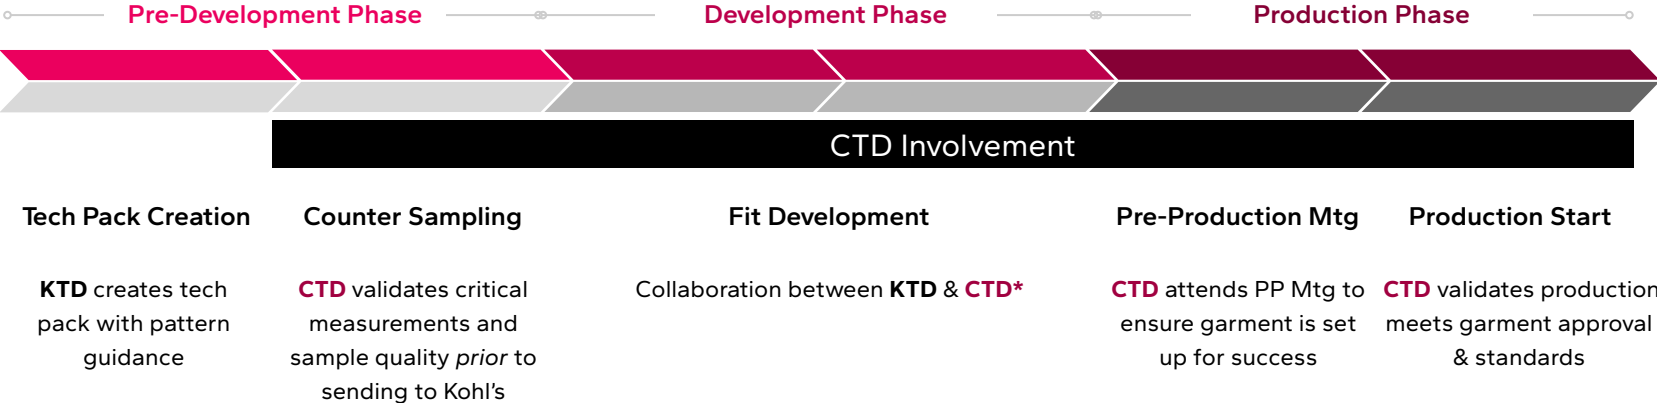 Pre-Development Phase
Development Phase
Production Phase
CTD Involvement
Tech Pack Creation
KTD creates tech
pack with pattern
guidance
Counter Sampling
CTD validates critical
measurements and
sample quality prior to
sending to Kohl's
Fit Development
Collaboration between KTD & CTD*
Pre-Production Mtg
CTD attends PP Mtg to
ensure garment is set
up for success
Production Start
CTD validates production
meets garment approval
& standards